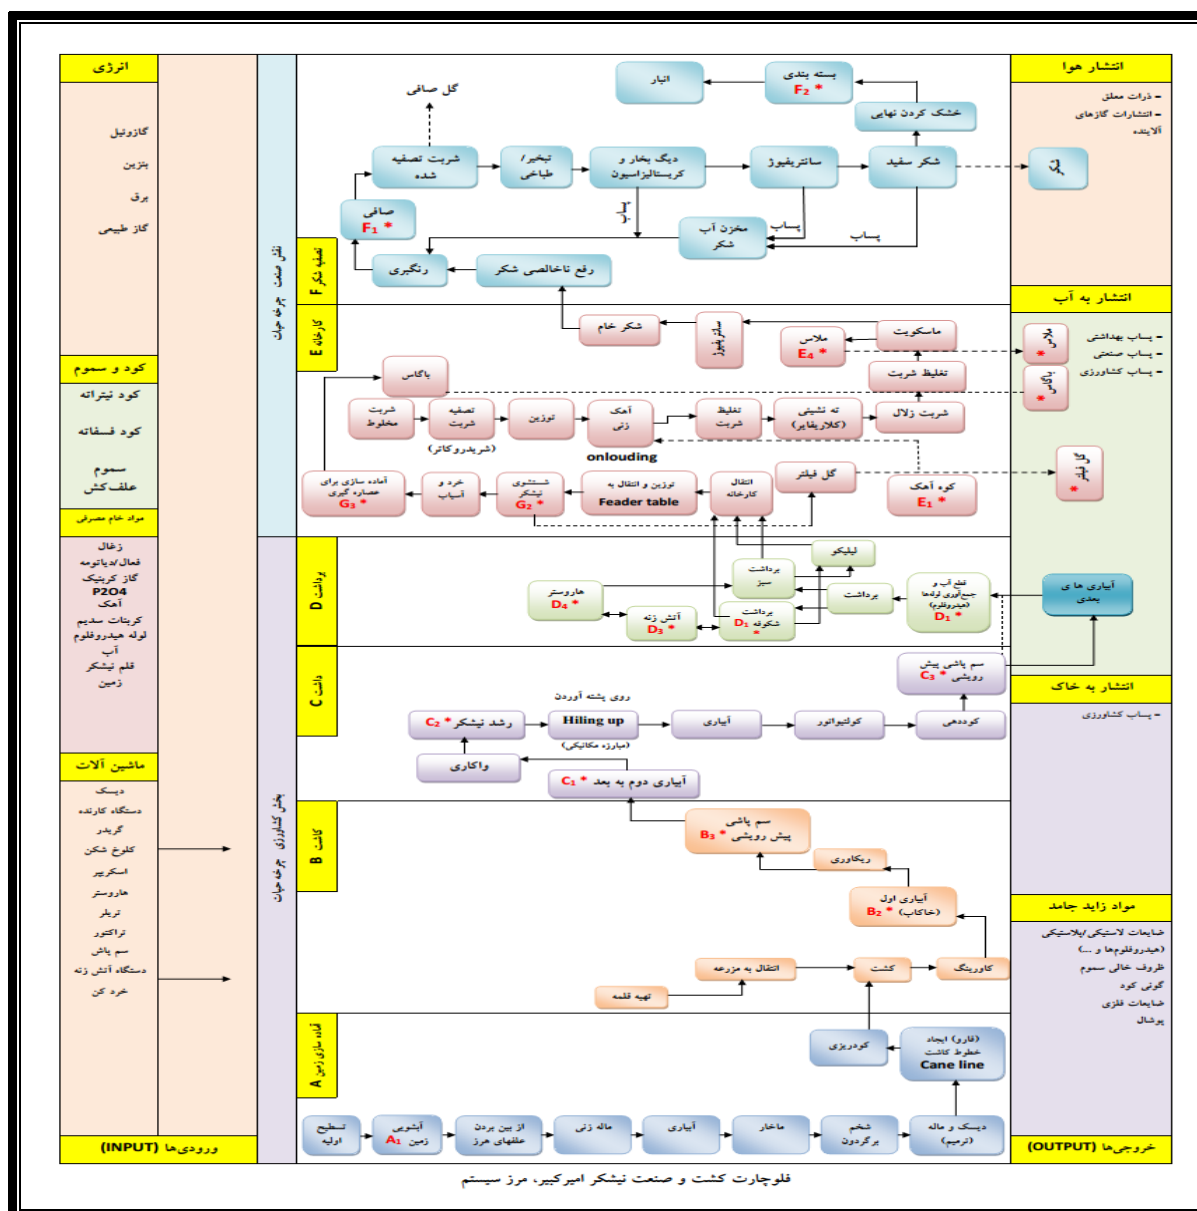 انرژی
گازوئیل
بنزین
برق
گاز طبیعی
کود و سموم
کود نیتراته
کود فسفاته
سموم
علف‌کش
مواد خام مصرفی
زغال
فعال/دیاتومه
گاز کربنیک
P2O4
آهک
کربنات سدیم
لوله هیدروفلوم
آب
قلم نیشکر
زمین
ماشین آلات
دیسک
دستگاه کارنده
گریدر
کلوخ شکن
اسکریپر
هاروستر
تریلر
تراکتور
سم پاش
دستگاه آتش زنه
خرد کن
ورودی‌ها (INPUT)
نقش صنعت چرخه حیات
بخش کشاورزی چرخه حیات
تصفیه شکر F
انبار
بسته بندی
F₂ *
خشک کردن نهایی
گل صافی
شربت تصفیه
شده
تبخیر/
طباخی
دیگ بخار و
کریستالیزاسیون
سانتریفیوژ
شکر سفید
شکر
صافی
F₁ *
پساب
پساب
پساب
مخزن آب
شکر
رنگبری
رفع ناخالصی شکر
کارخانه E
شکر خام
سانتریفیوژ
ملاس
E₄ *
ماسکویت
تغلیظ شربت
باگاس
شربت
مخلوط
تصفیه
شربت
(شریدروکاتر)
توزین
آهک
زنی
onlouding
تغلیظ
شربت
ته نشینی
(کلاریفایر)
شربت زلال
آماده سازی برای
عصاره گیری
G₃ *
خرد و
آسیاب
شستشوی
نیشکر
G₂ *
توزین و انتقال به
Feader table
انتقال
کارخانه
گل فیلتر
کوه آهک
E₁ *
برداشت D
لیلیکو
برداشت
سبز
هاروستر
D₄ *
آتش زنه
D₃ *
برداشت
شکوفه D₁
*
برداشت
قطع آب و
جمع‌آوری لوله‌ها
(هیدروفلوم)
D₁ *
آبیاری ها ی
بعدی
داشت C
سم پاشی پیش
رویشی C₃ *
روی پشته آوردن
رشد نیشکر C₂ *
Hiling up
(مبارزه مکانیکی)
آبیاری
کولتیواتور
کوددهی
واکاری
آبیاری دوم به بعد C₁ *
کاشت B
سم پاشی
پیش رویشی B₃ *
ریکاوری
آبیاری اول
(خاکاب) B₂ *
انتقال به مزرعه
کشت
کاورینگ
تهیه قلمه
آماده سازی زمین A
کودریزی
(فارو) ایجاد
خطوط کاشت
Cane line
تسطیح
اولیه
آبشویی
زمین A₁
از بین بردن
علفهای هرز
ماله زنی
آبیاری
ماخار
شخم
برگردون
دیسک و ماله
(ترمیم)
انتشار هوا
- ذرات معلق
- انتشارات گازهای
آلاینده
انتشار به آب
- پساب بهداشتی
- پساب صنعتی
- پساب کشاورزی
ملاس *
باگاس *
گل فیلتر *
انتشار به خاک
- پساب کشاورزی
مواد زاید جامد
ضایعات لاستیکی/پلاستیکی
(هیدروفلوم‌ها و ...)
ظروف خالی سموم
گونی کود
ضایعات فلزی
پوشال
خروجی‌ها (OUTPUT)
فلوچارت کشت و صنعت نیشکر امیرکبیر، مرز سیستم